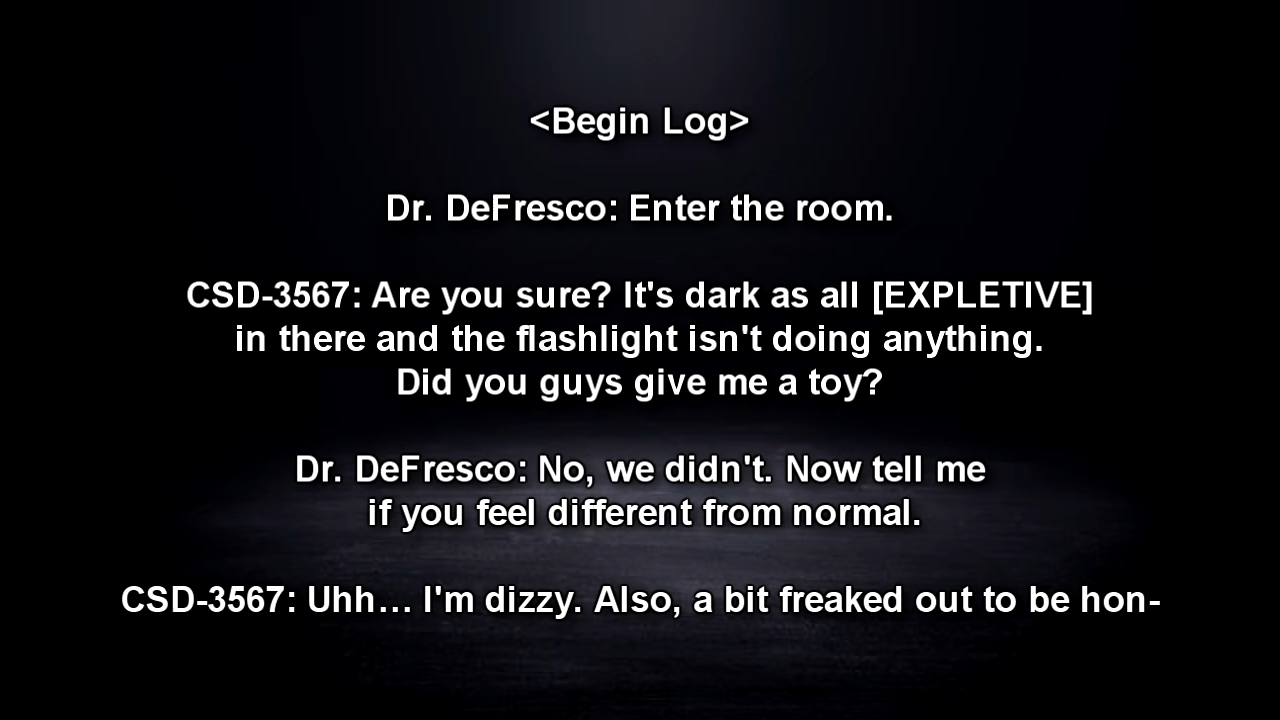 <Begin Log>
Dr. DeFresco: Enter the room.
CSD-3567: Are you sure? It's dark as all [EXPLETIVE]
in there and the flashlight isn't doing anything.
Did you guys give me a toy?
Dr. DeFresco: No, we didn't. Now tell me
if you feel different from normal.
CSD-3567: Uhh… I'm dizzy. Also, a bit freaked out to be hon-